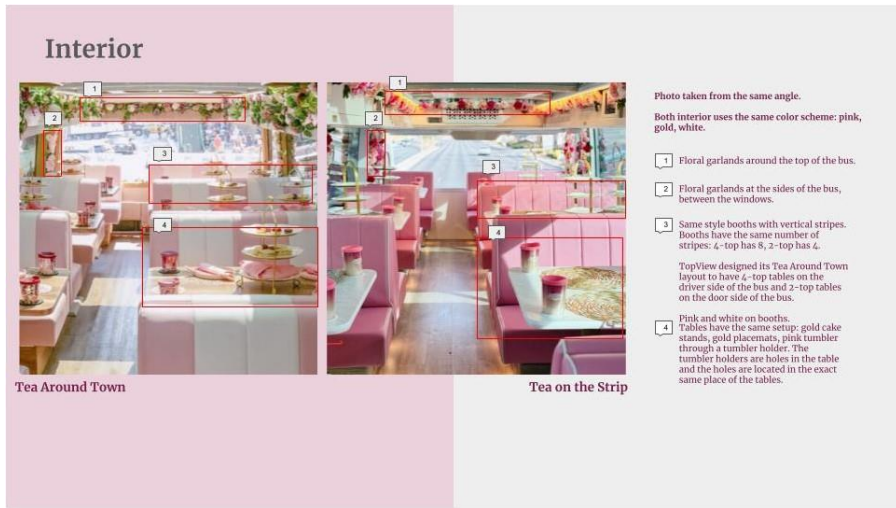 Interior
1
2
3
4
1
2
3
4
Tea Around Town
Tea on the Strip
Photo taken from the same angle.
Both interior uses the same color scheme: pink,
gold, white.
1 Floral garlands around the top of the bus.
2 Floral garlands at the sides of the bus,
between the windows.
3 Same style booths with vertical stripes.
Booths have the same number of
stripes: 4-top has 8, 2-top has 4.
TopView designed its Tea Around Town
layout to have 4-top tables on the
driver side of the bus and 2-top tables
on the door side of the bus.
Pink and white on booths.
4 Tables have the same setup: gold cake
stands, gold placemats, pink tumbler
through a tumbler holder. The
tumbler holders are holes in the table
and the holes are located in the exact
same place of the tables.